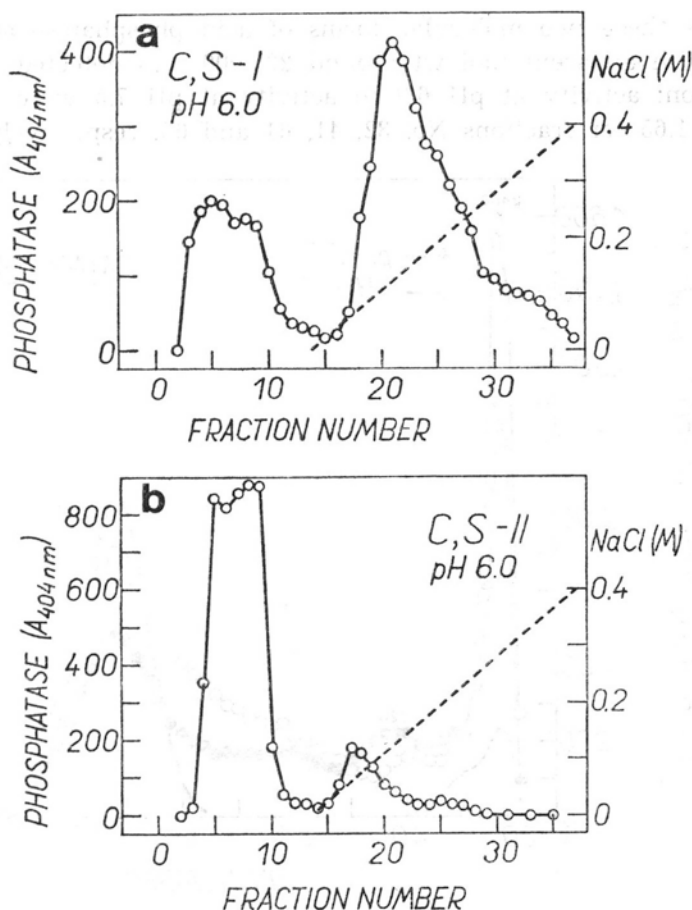 a
C,S-I
pH 6.0
NaCl (M)
400
200
0
0.4
0.2
0
PHOSPHATASE (A404nm)
0 10 20 30
FRACTION NUMBER
b
C,S-II
pH 6.0
NaCl (M)
800
600
400
200
0
0.4
0.2
0
PHOSPHATASE (A404nm)
0 10 20 30
FRACTION NUMBER